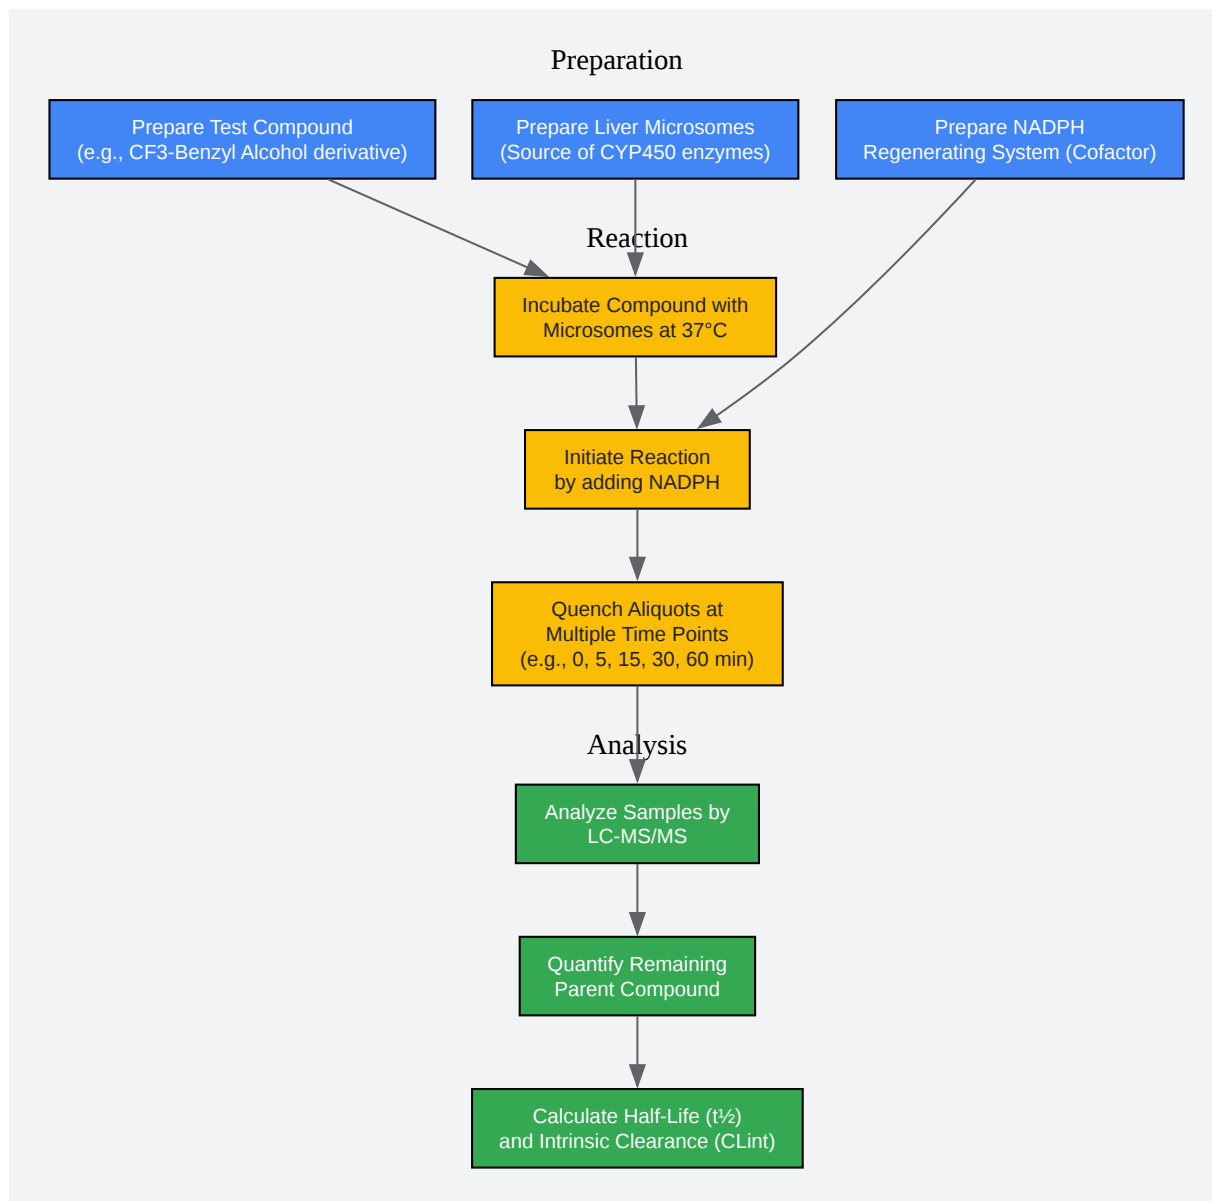 Preparation
Prepare Test Compound
(e.g., CF3-Benzyl Alcohol derivative)
Prepare Liver Microsomes
(Source of CYP450 enzymes)
Prepare NADPH
Regenerating System (Cofactor)
Reaction
Incubate Compound with
Microsomes at 37°C
Initiate Reaction
by adding NADPH
Quench Aliquots at
Multiple Time Points
(e.g., 0, 5, 15, 30, 60 min)
Analysis
Analyze Samples by
LC-MS/MS
Quantify Remaining
Parent Compound
Calculate Half-Life (t½)
and Intrinsic Clearance (CLint)